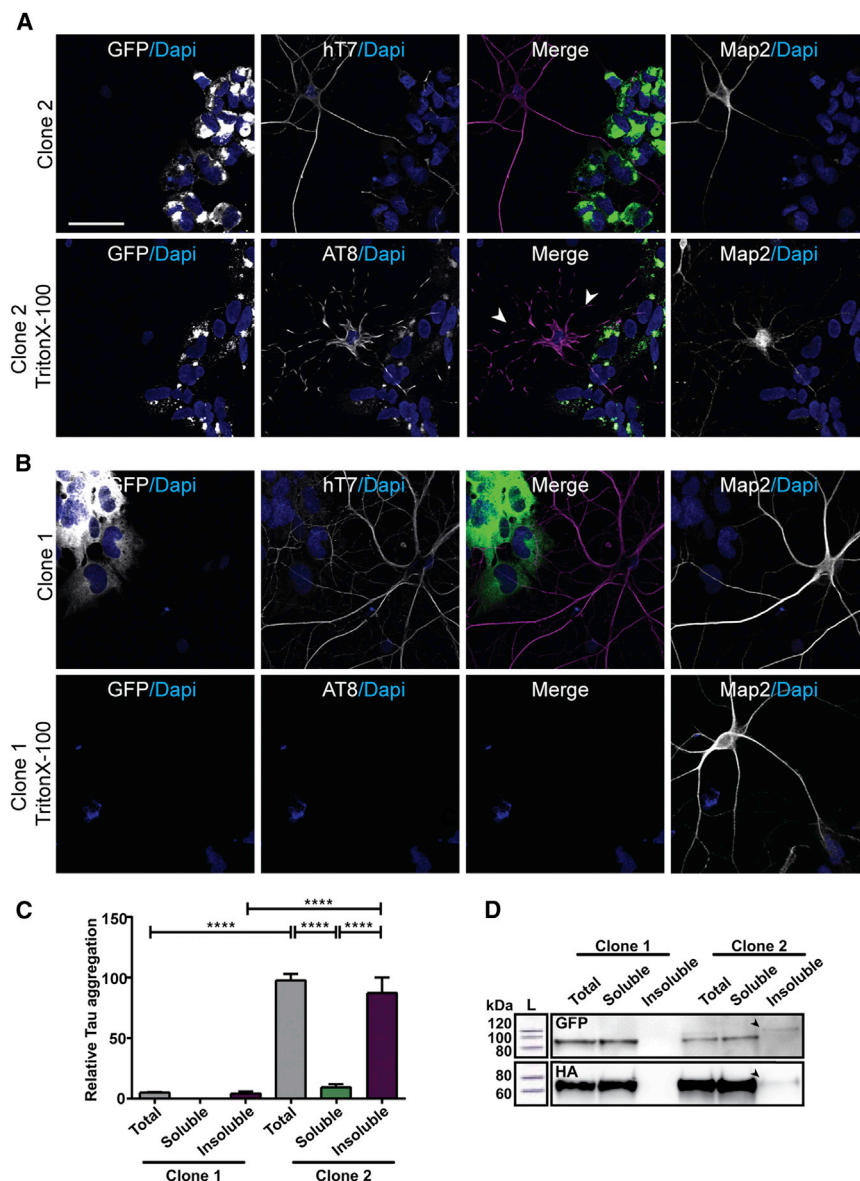 A
GFP/Dapi
hT7/Dapi
Merge
Map2/Dapi
Clone 2
GFP/Dapi
AT8/Dapi
Merge
Map2/Dapi
Clone 2
TritonX-100
B
GFP/Dapi
hT7/Dapi
Merge
Map2/Dapi
Clone 1
GFP/Dapi
AT8/Dapi
Merge
Map2/Dapi
Clone 1
TritonX-100
C
Relative Tau aggregation
150
100
50
0
****
**** **** ****
Total Soluble Insoluble Total Soluble Insoluble
Clone 1 Clone 2
D
Clone 1 Clone 2
Total Soluble Insoluble Total Soluble Insoluble
kDa L
120
100
80
GFP
80
60
HA